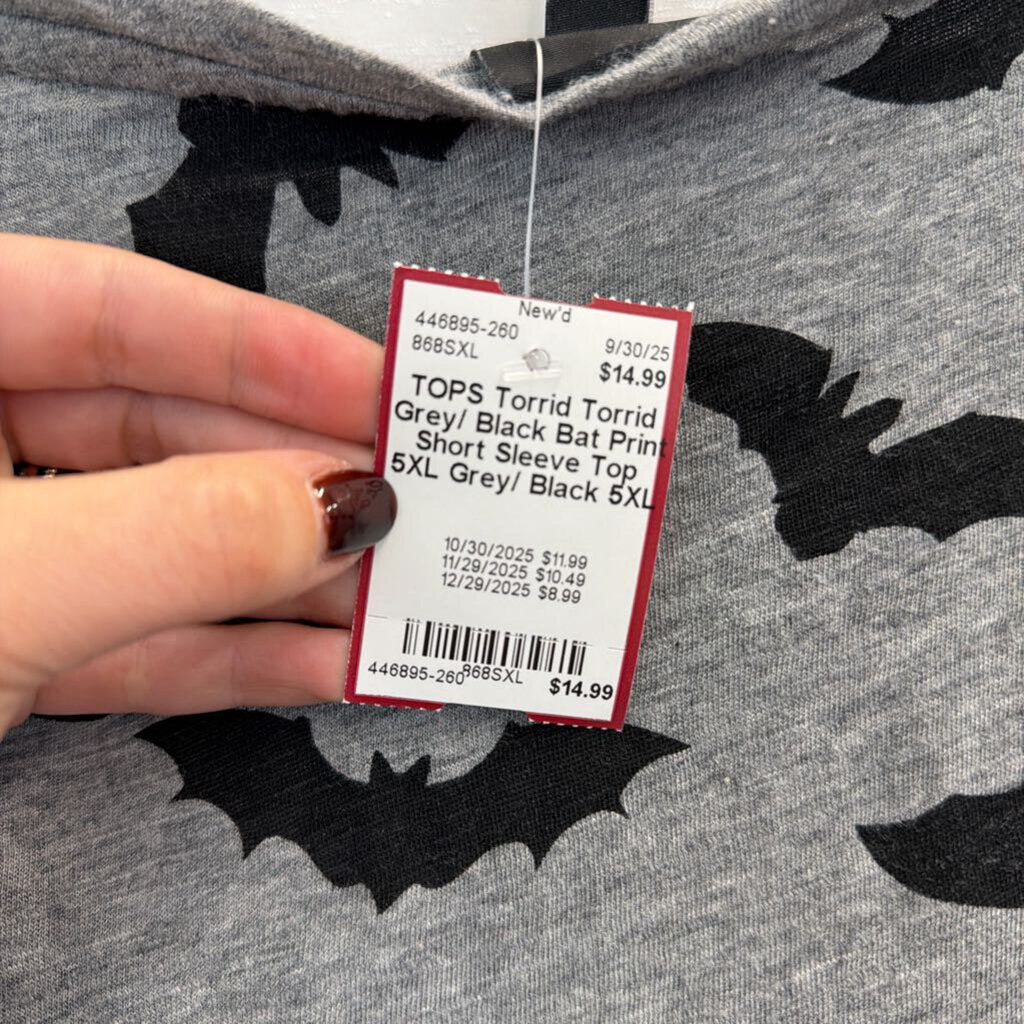 New'd
446895-260
868SXL
9/30/25
$14.99
TOPS Torrid Torrid
Grey/ Black Bat Print
Short Sleeve Top
5XL Grey/ Black 5XL
10/30/2025 $11.99
11/29/2025 $10.49
12/29/2025 $8.99
446895-260 868SXL $14.99